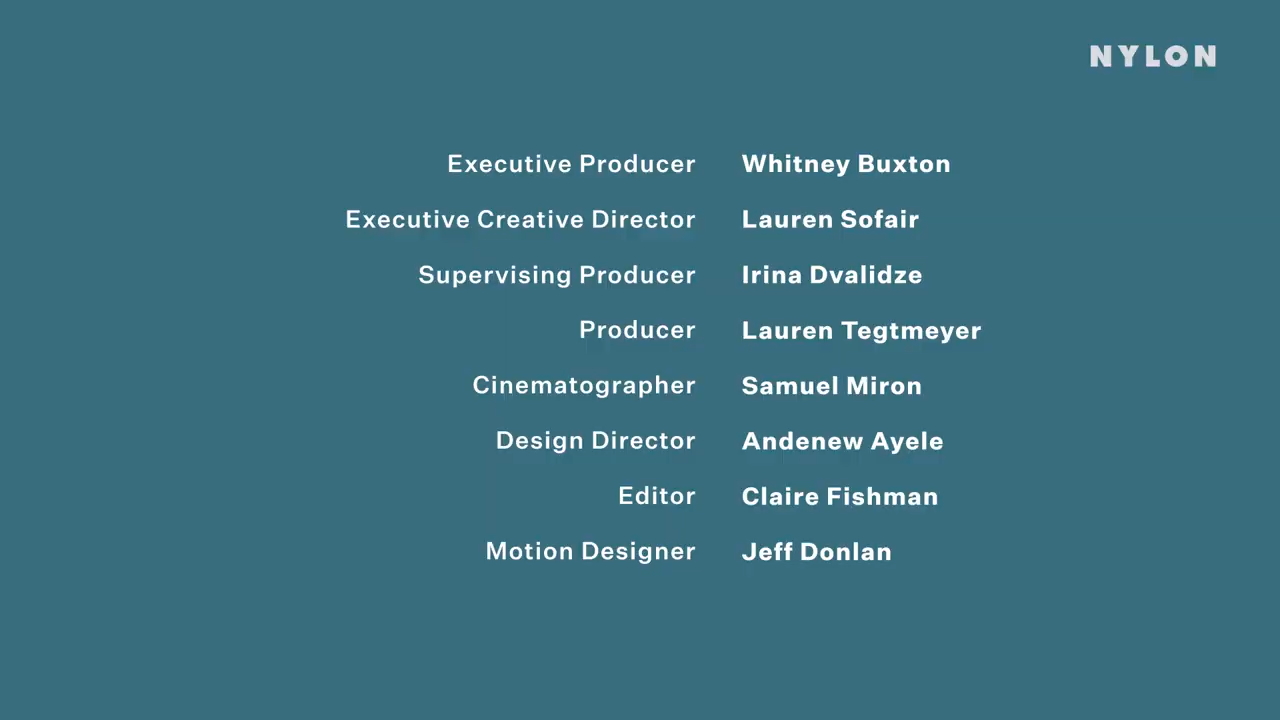 NYLON
Executive Producer Whitney Buxton
Executive Creative Director Lauren Sofair
Supervising Producer Irina Dvalidze
Producer Lauren Tegtmeyer
Cinematographer Samuel Miron
Design Director Andenew Ayele
Editor Claire Fishman
Motion Designer Jeff Donlan